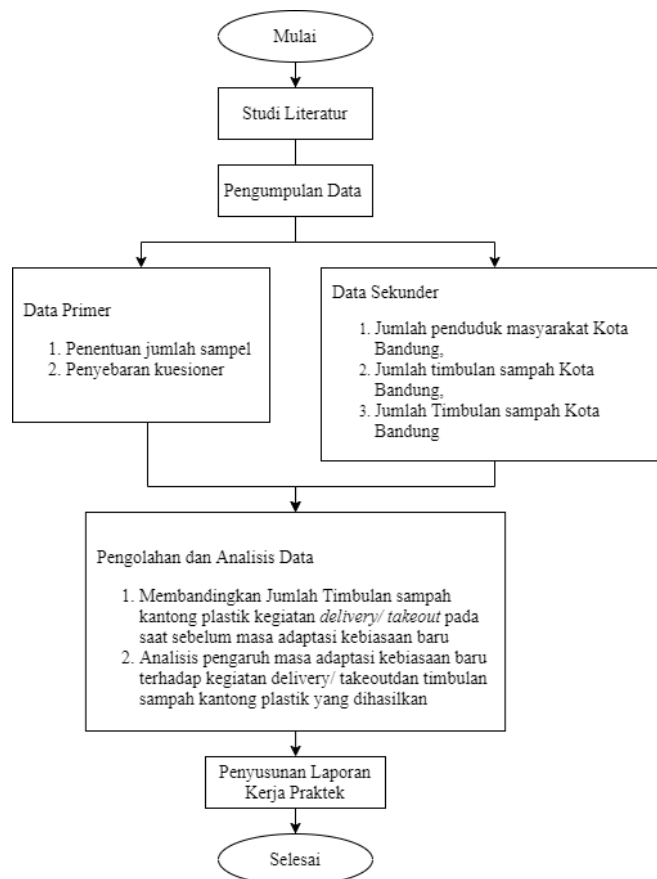 Mulai
Studi Literatur
Pengumpulan Data
Data Primer
1. Penentuan jumlah sampel
2. Penyebaran kuesioner
Data Sekunder
1. Jumlah penduduk masyarakat Kota
Bandung,
2. Jumlah timbulan sampah Kota
Bandung,
3. Jumlah Timbulan sampah Kota
Bandung
Pengolahan dan Analisis Data
1. Membandingkan Jumlah Timbulan sampah
kantong plastik kegiatan delivery/ takeout pada
saat sebelum masa adaptasi kebiasaan baru
2. Analisis pengaruh masa adaptasi kebiasaan baru
terhadap kegiatan delivery/ takeoutdan timbulan
sampah kantong plastik yang dihasilkan
Penyusunan Laporan
Kerja Praktek
Selesai